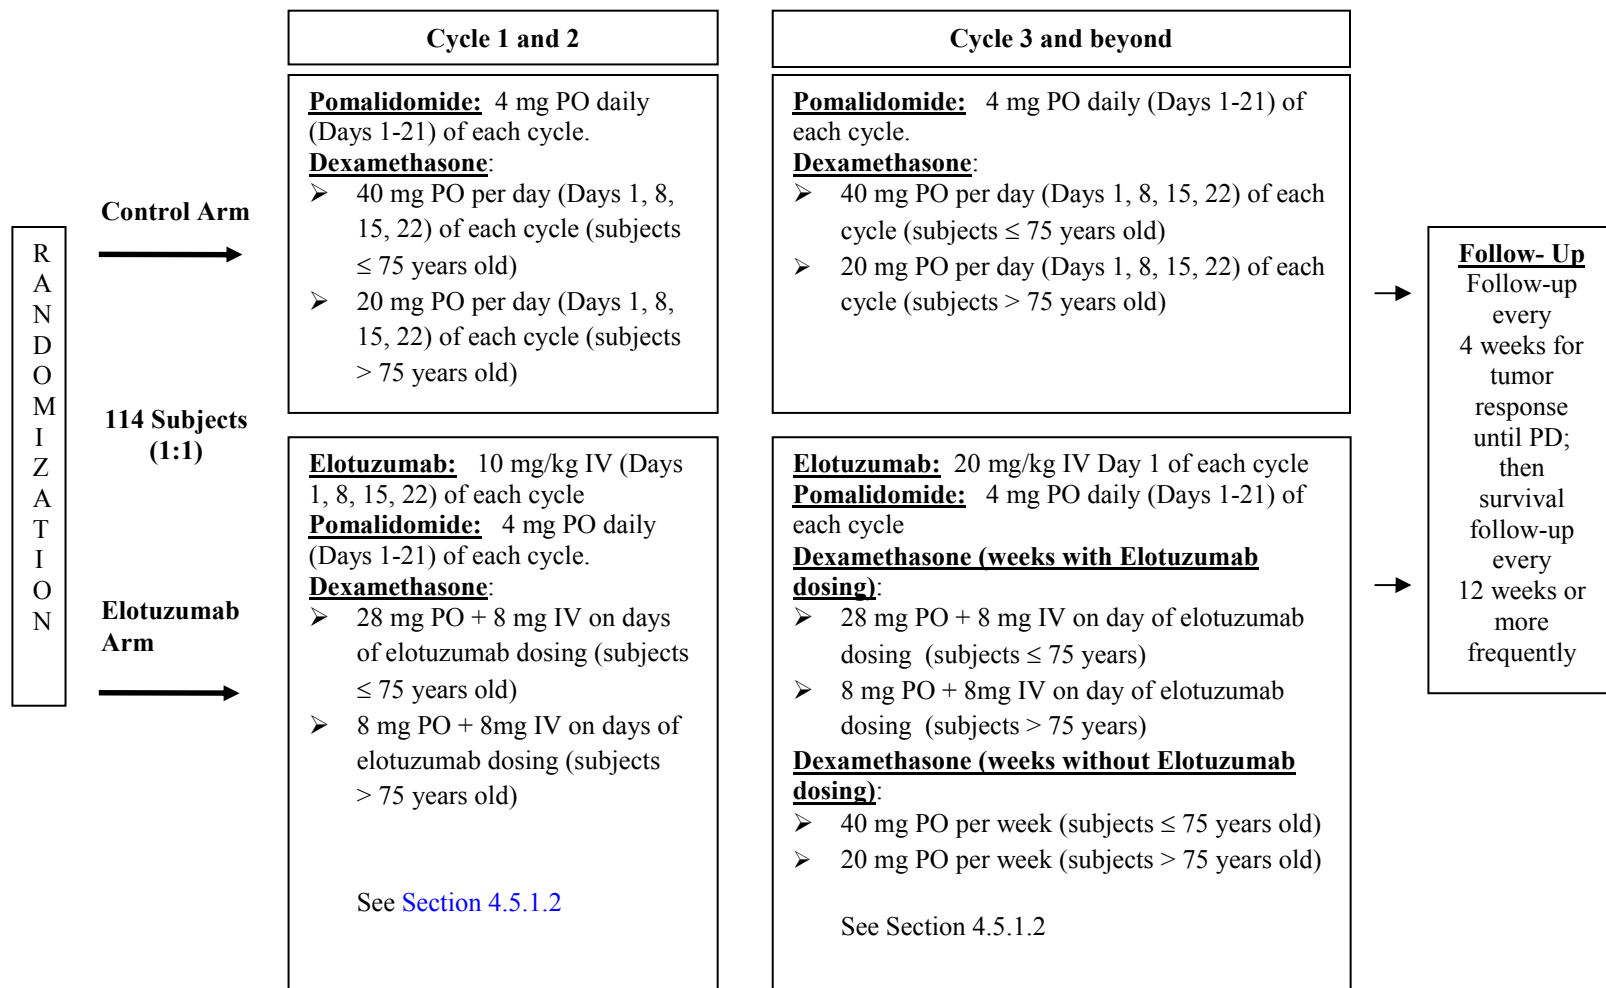 Cycle 1 and 2
Cycle 3 and beyond
R
A
N
D
O
M
I
Z
A
T
I
O
N
Control Arm
114 Subjects
(1:1)
Elotuzumab
Arm
Pomalidomide: 4 mg PO daily
(Days 1-21) of each cycle.
Dexamethasone:
➢ 40 mg PO per day (Days 1, 8,
15, 22) of each cycle (subjects
≤ 75 years old)
➢ 20 mg PO per day (Days 1, 8,
15, 22) of each cycle (subjects
> 75 years old)
Pomalidomide: 4 mg PO daily (Days 1-21) of
each cycle.
Dexamethasone:
➢ 40 mg PO per day (Days 1, 8, 15, 22) of each
cycle (subjects ≤ 75 years old)
➢ 20 mg PO per day (Days 1, 8, 15, 22) of each
cycle (subjects > 75 years old)
Elotuzumab: 10 mg/kg IV (Days
1, 8, 15, 22) of each cycle
Pomalidomide: 4 mg PO daily
(Days 1-21) of each cycle.
Dexamethasone:
➢ 28 mg PO + 8 mg IV on days
of elotuzumab dosing (subjects
≤ 75 years old)
➢ 8 mg PO + 8mg IV on days of
elotuzumab dosing (subjects
> 75 years old)
See Section 4.5.1.2
Elotuzumab: 20 mg/kg IV Day 1 of each cycle
Pomalidomide: 4 mg PO daily (Days 1-21) of
each cycle
Dexamethasone (weeks with Elotuzumab
dosing):
➢ 28 mg PO + 8 mg IV on day of elotuzumab
dosing (subjects ≤ 75 years)
➢ 8 mg PO + 8mg IV on day of elotuzumab
dosing (subjects > 75 years)
Dexamethasone (weeks without Elotuzumab
dosing):
➢ 40 mg PO per week (subjects ≤ 75 years old)
➢ 20 mg PO per week (subjects > 75 years old)
See Section 4.5.1.2
Follow- Up
Follow-up
every
4 weeks for
tumor
response
until PD;
then
survival
follow-up
every
12 weeks or
more
frequently